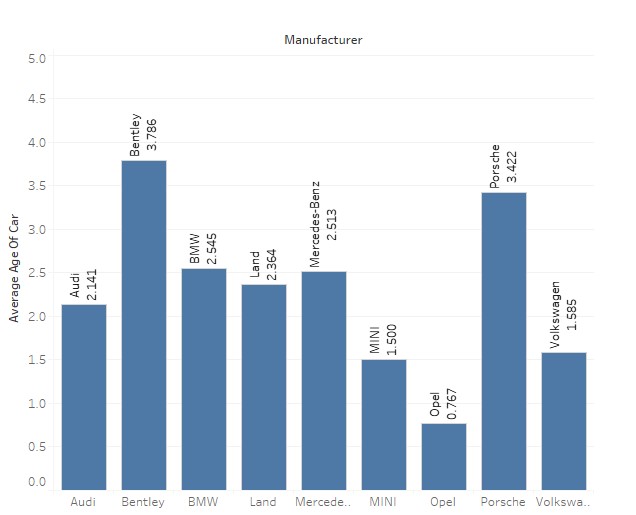 Manufacturer
5.0
4.5
4.0
3.5
3.0
2.5
2.0
1.5
1.0
0.5
0.0
Average Age Of Car
Audi
2.141
Bentley
3.786
BMW
2.545
Land
2.364
Mercedes-Benz
2.513
MINI
1.500
Opel
0.767
Porsche
3.422
Volkswagen
1.585
Audi Bentley BMW Land Mercede.. MINI Opel Porsche Volkswa..